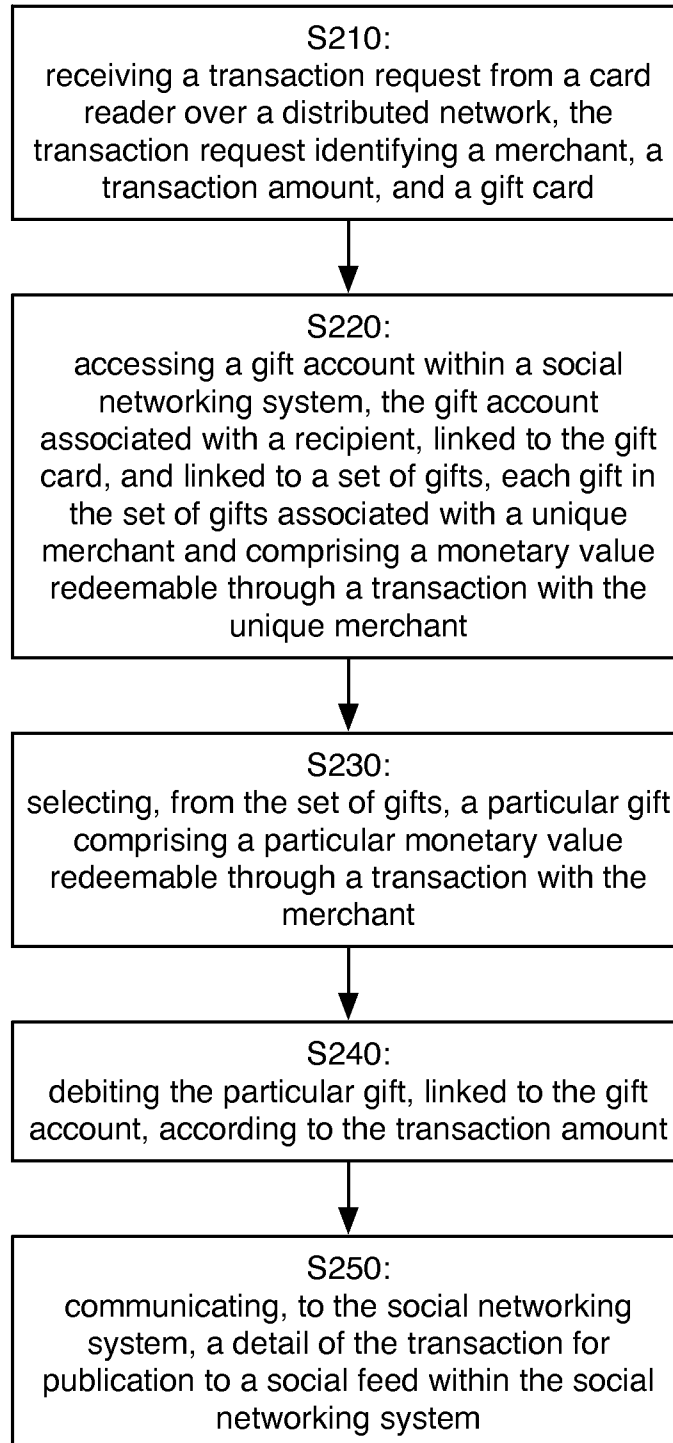 S210:
receiving a transaction request from a card
reader over a distributed network, the
transaction request identifying a merchant, a
transaction amount, and a gift card
S220:
accessing a gift account within a social
networking system, the gift account
associated with a recipient, linked to the gift
card, and linked to a set of gifts, each gift in
the set of gifts associated with a unique
merchant and comprising a monetary value
redeemable through a transaction with the
unique merchant
S230:
selecting, from the set of gifts, a particular gift
comprising a particular monetary value
redeemable through a transaction with the
merchant
S240:
debiting the particular gift, linked to the gift
account, according to the transaction amount
S250:
communicating, to the social networking
system, a detail of the transaction for
publication to a social feed within the social
networking system